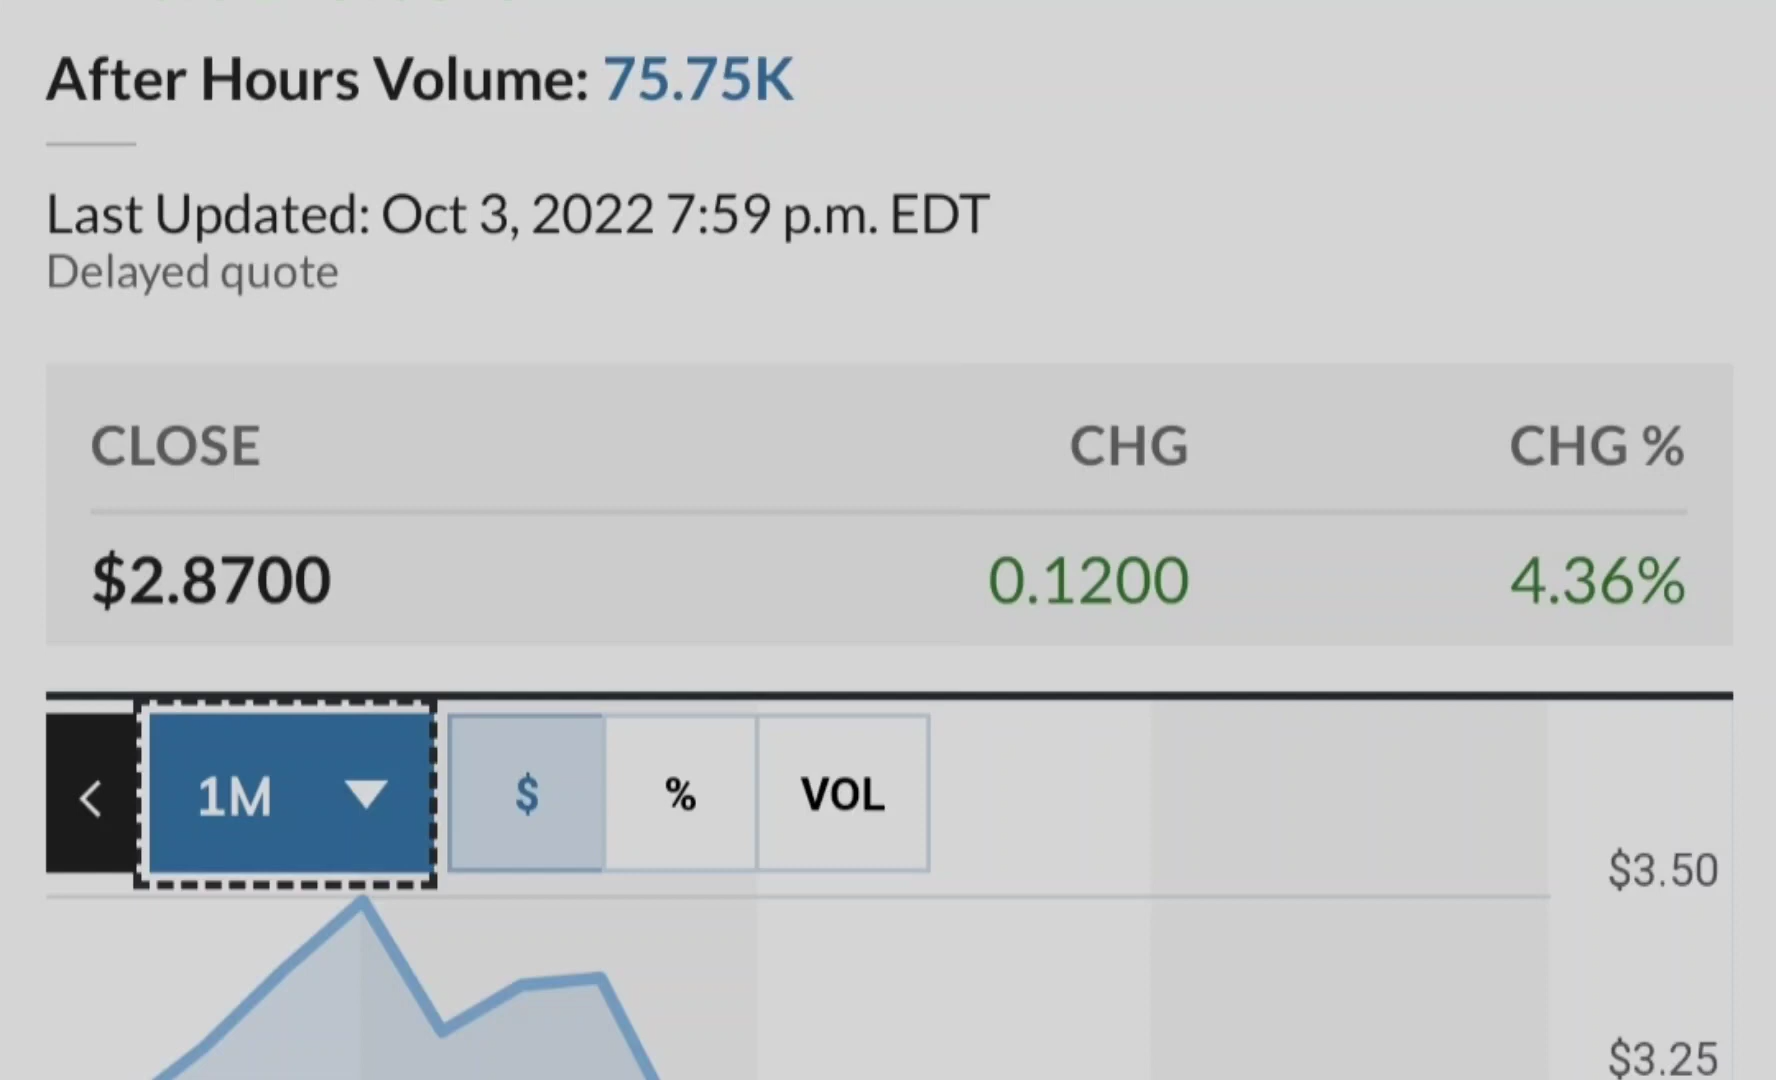 After Hours Volume: 75.75K
Last Updated: Oct 3, 2022 7:59 p.m. EDT
Delayed quote
CLOSE CHG CHG %
$2.8700 0.1200 4.36%
1M $ % VOL
$3.50
$3.25